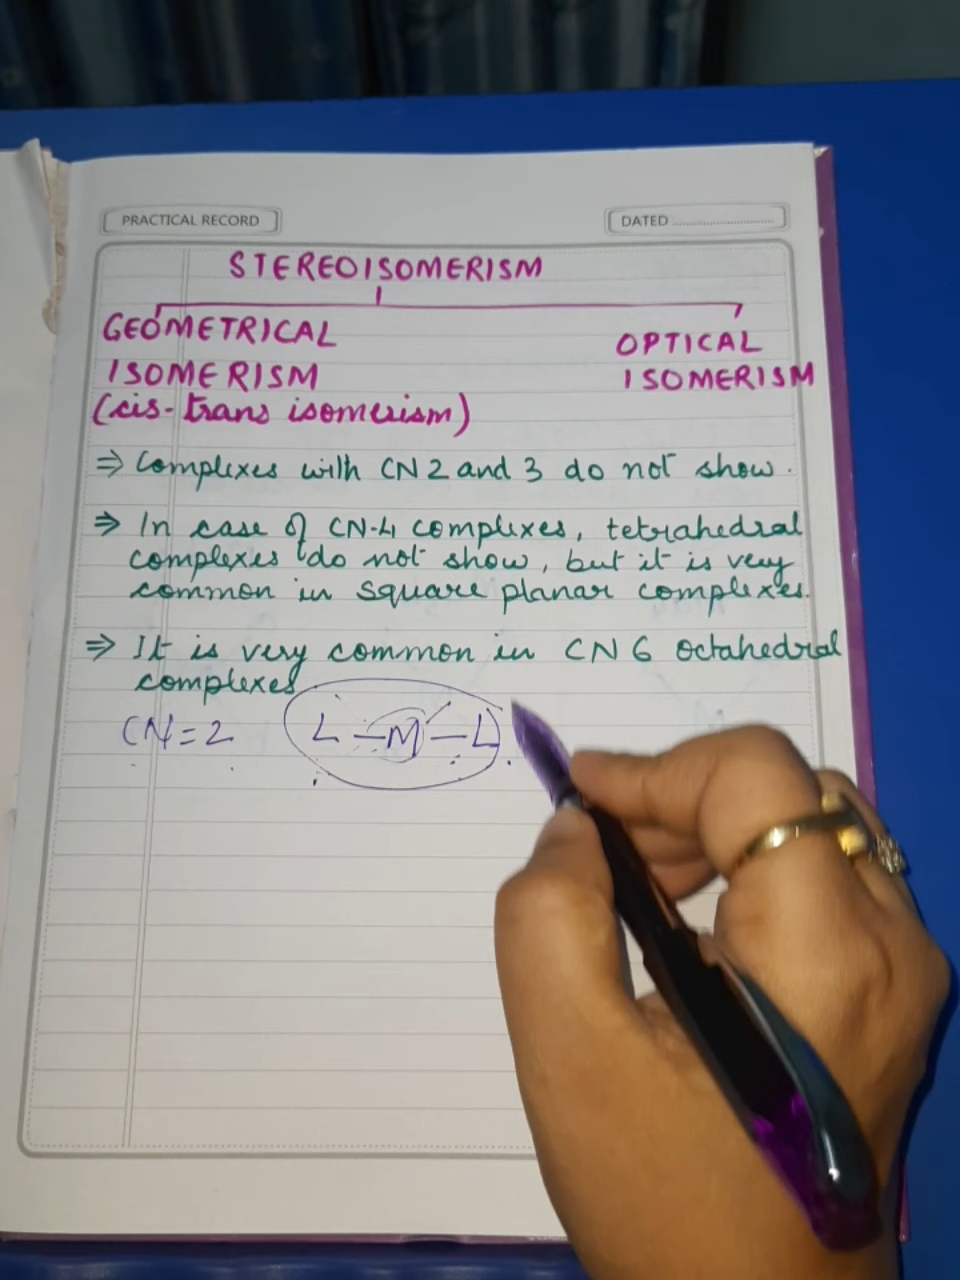 PRACTICAL RECORD
DATED
STEREOISOMERISM
GEOMETRICAL
ISOMERISM
(cis-trans isomerism)
OPTICAL
ISOMERISM
⇒ Complexes with CN 2 and 3 do not show.
⇒ In case of CN-4 complexes, tetrahedral
complexes do not show, but it is very
common in square planar complexes.
⇒ It is very common in CN 6 octahedral
complexes
CN=2 L—M—L